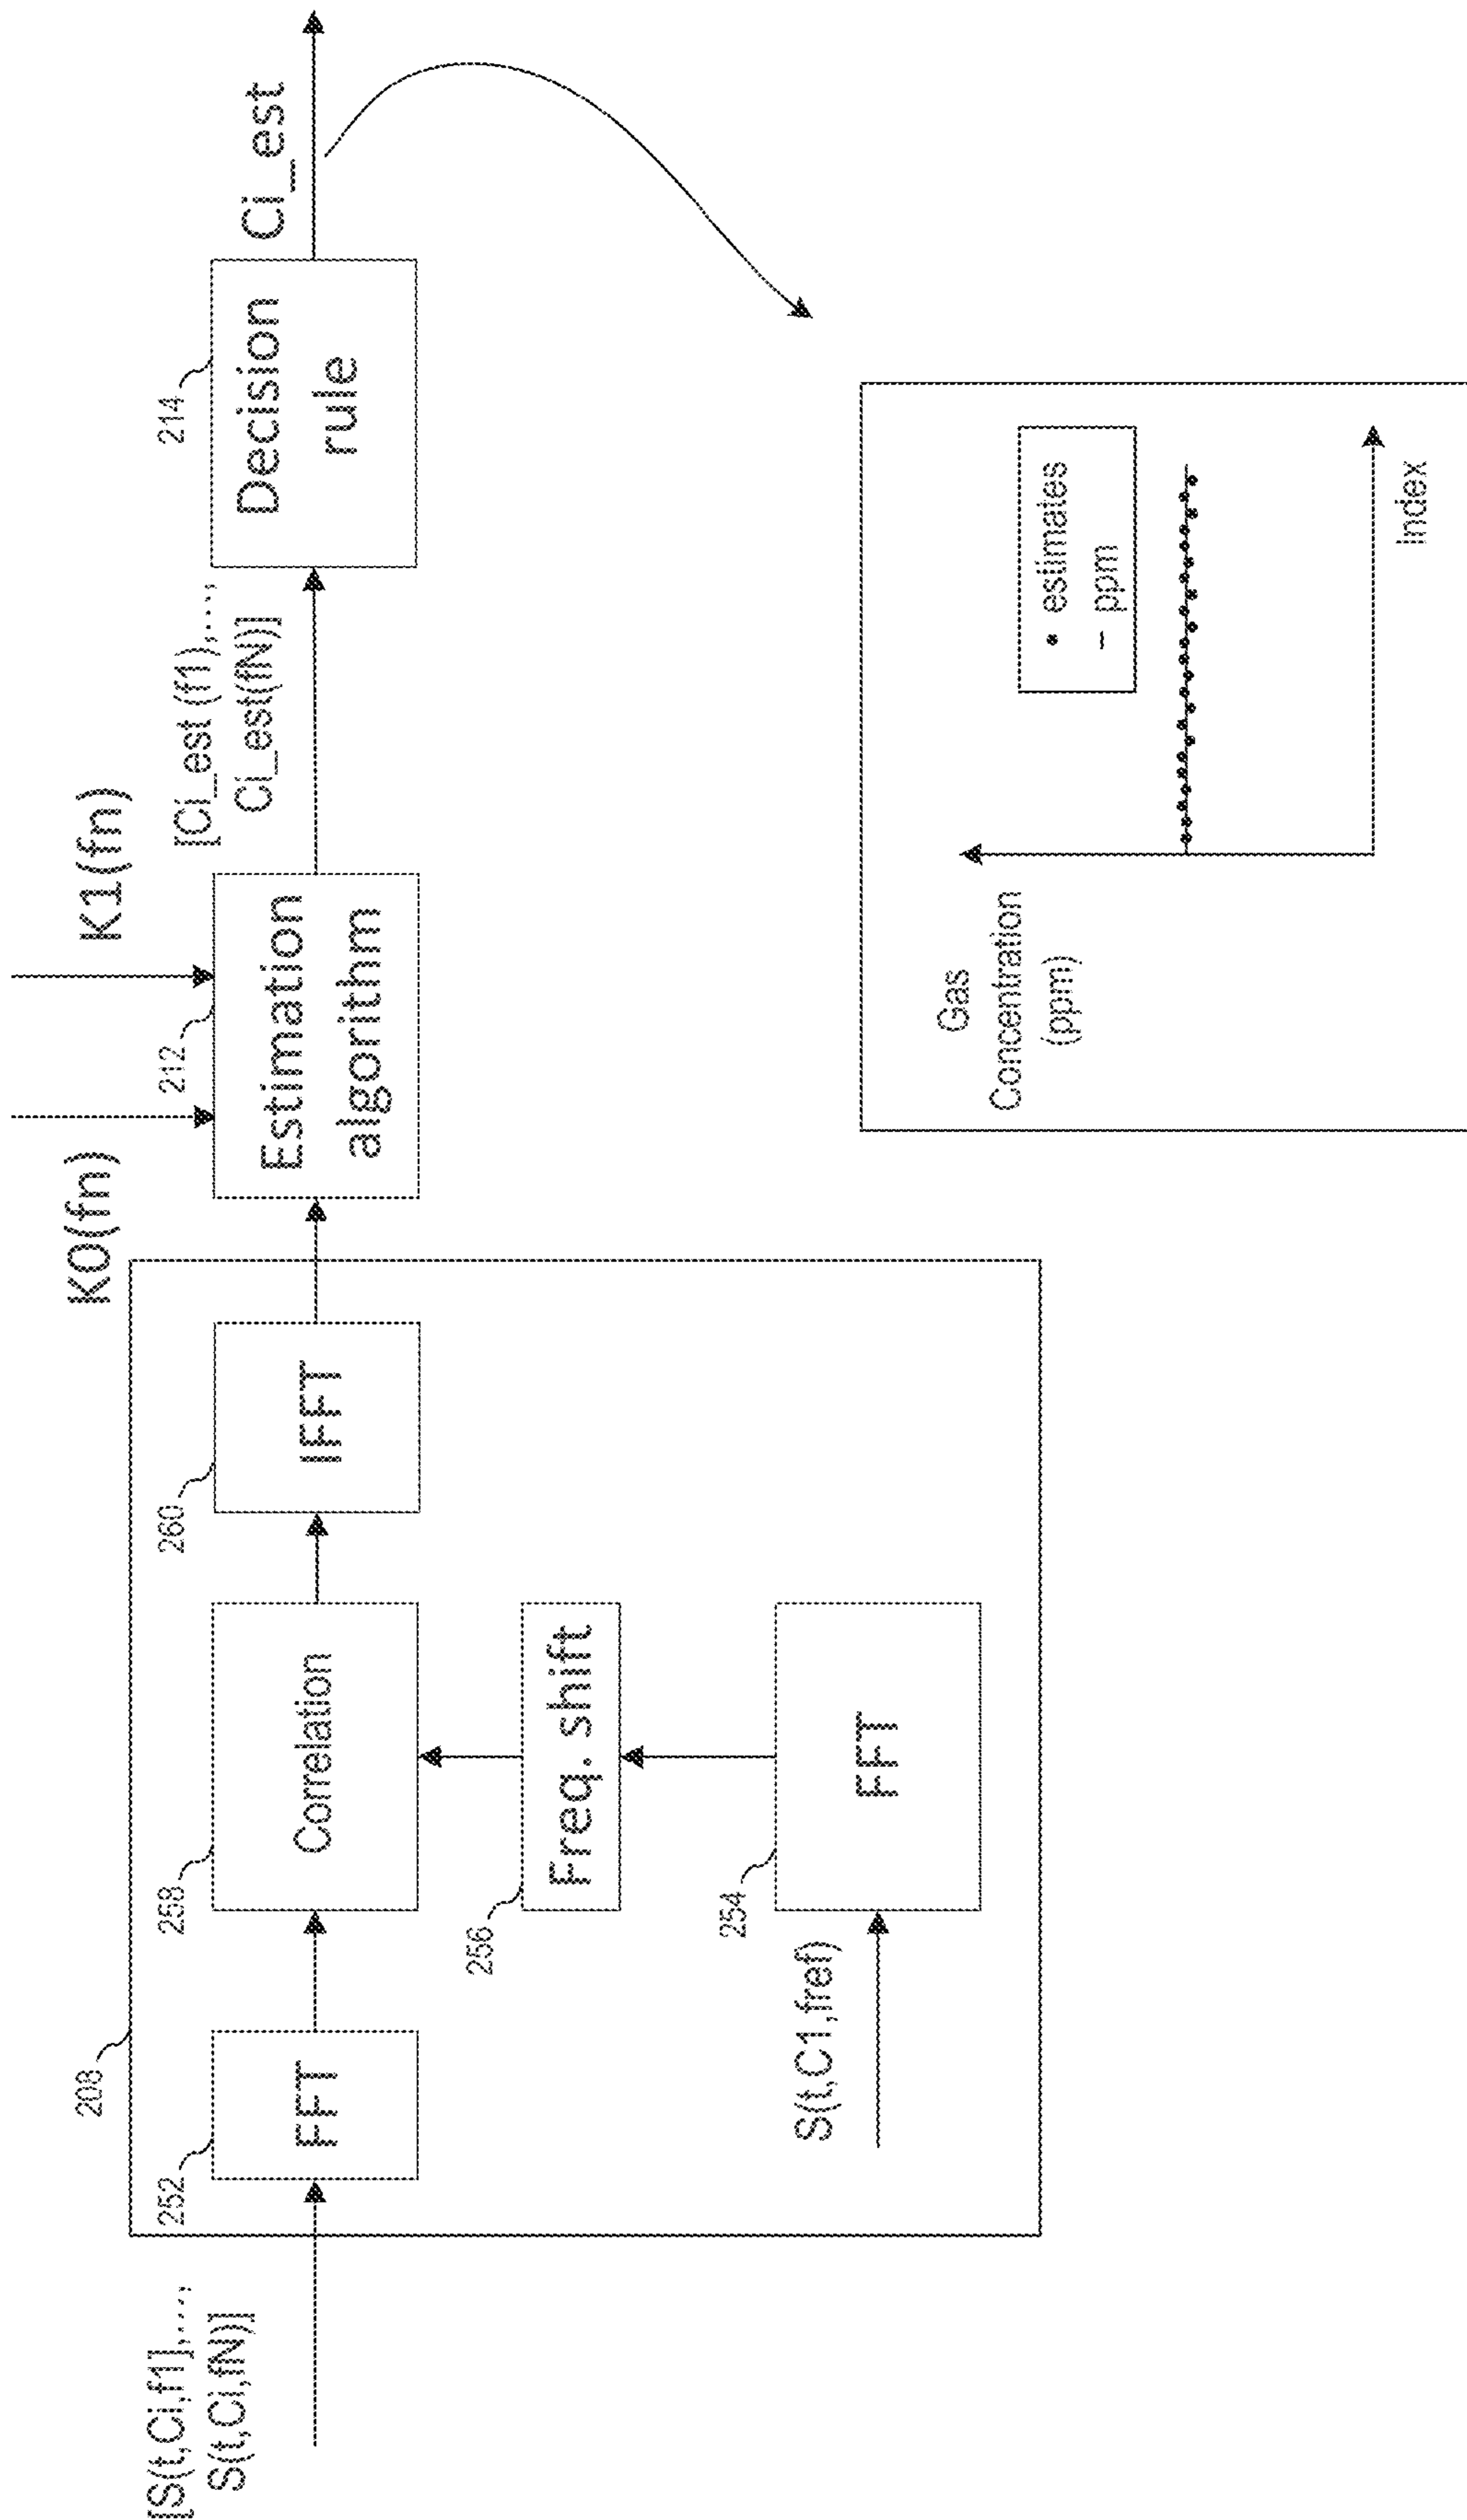 [S(t,Ci,f1],...,
S(t,Ci,fN)]
208
252
FFT
258
Correlation
260
IFFT
256
Freq. shift
254
FFT
S(t,C1,fref)
K0(fn)
K1(fn)
212
Estimation
algorithm
[Ci_est (f1),...,
Ci_est(fN)]
214
Decision
rule
Ci_est
Gas
Concentration
(ppm)
estimates
ppm
Index